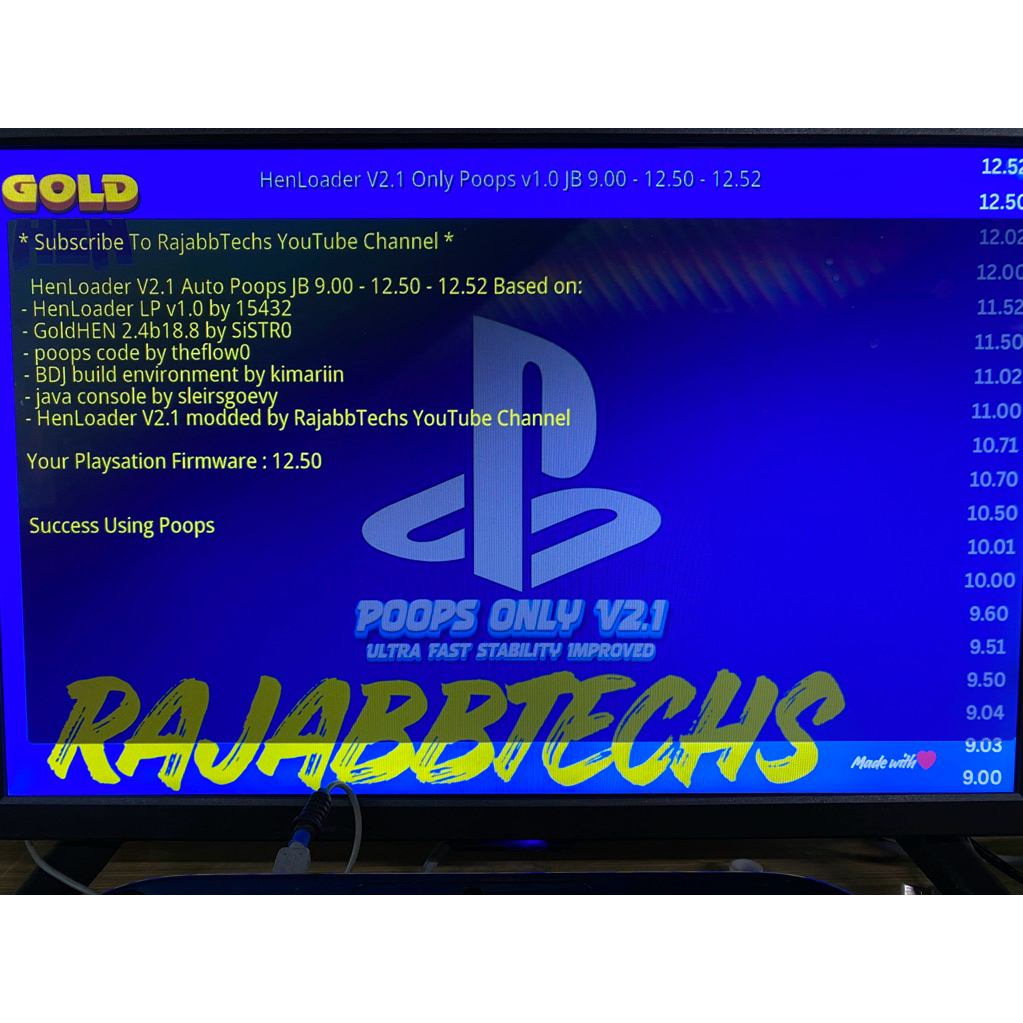 GOLD
HEN
HenLoader V2.1 Only Poops v1.0 JB 9.00 - 12.50 - 12.52
* Subscribe To RajabbTechs YouTube Channel *
HenLoader V2.1 Auto Poops JB 9.00 - 12.50 - 12.52 Based on:
- HenLoader LP v1.0 by 15432
- GoldHEN 2.4b18.8 by SiSTR0
- poops code by theflow0
- BDJ build environment by kimariin
- java console by sleirsgoevy
- HenLoader V2.1 modded by RajabbTechs YouTube Channel
Your Playsation Firmware : 12.50
Success Using Poops
POOPS ONLY V2.1
ULTRA FAST STABILITY IMPROVED
RAJABBTECHS
Made with
12.52
12.50
12.02
12.00
11.52
11.50
11.02
11.00
10.71
10.70
10.50
10.01
10.00
9.60
9.51
9.50
9.04
9.03
9.00